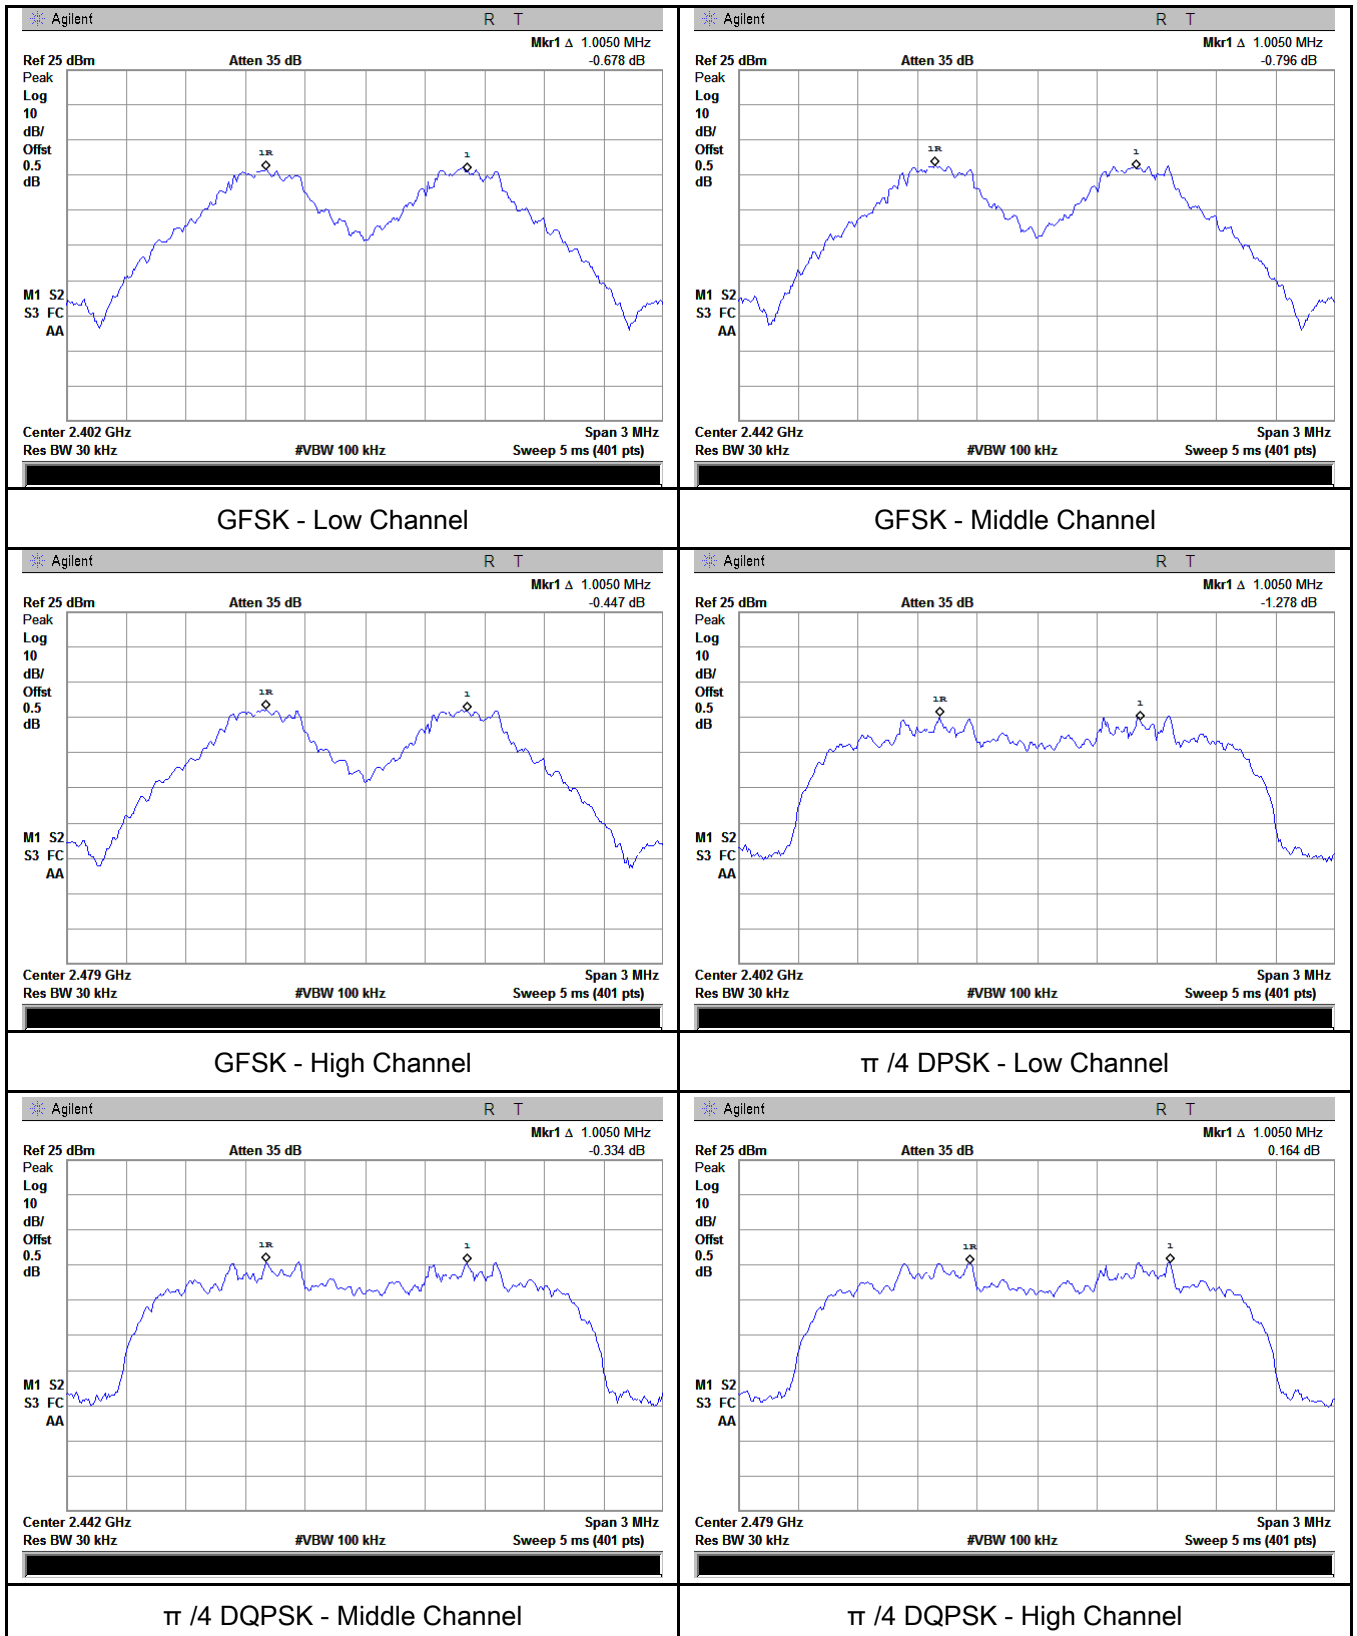 Agilent R T
Mkr1 Δ 1.0050 MHz
Ref 25 dBm Atten 35 dB -0.678 dB
Peak
Log
10
dB/
Offst
0.5
dB
1R 1
M1 S2
S3 FC
AA
Center 2.402 GHz Span 3 MHz
Res BW 30 kHz #VBW 100 kHz Sweep 5 ms (401 pts)
GFSK - Low Channel
Agilent R T
Mkr1 Δ 1.0050 MHz
Ref 25 dBm Atten 35 dB -0.796 dB
Peak
Log
10
dB/
Offst
0.5
dB
1R 1
M1 S2
S3 FC
AA
Center 2.442 GHz Span 3 MHz
Res BW 30 kHz #VBW 100 kHz Sweep 5 ms (401 pts)
GFSK - Middle Channel
Agilent R T
Mkr1 Δ 1.0050 MHz
Ref 25 dBm Atten 35 dB -0.447 dB
Peak
Log
10
dB/
Offst
0.5
dB
1R 1
M1 S2
S3 FC
AA
Center 2.479 GHz Span 3 MHz
Res BW 30 kHz #VBW 100 kHz Sweep 5 ms (401 pts)
GFSK - High Channel
Agilent R T
Mkr1 Δ 1.0050 MHz
Ref 25 dBm Atten 35 dB -1.278 dB
Peak
Log
10
dB/
Offst
0.5
dB
1R 1
M1 S2
S3 FC
AA
Center 2.402 GHz Span 3 MHz
Res BW 30 kHz #VBW 100 kHz Sweep 5 ms (401 pts)
π /4 DPSK - Low Channel
Agilent R T
Mkr1 Δ 1.0050 MHz
Ref 25 dBm Atten 35 dB -0.334 dB
Peak
Log
10
dB/
Offst
0.5
dB
1R 1
M1 S2
S3 FC
AA
Center 2.442 GHz Span 3 MHz
Res BW 30 kHz #VBW 100 kHz Sweep 5 ms (401 pts)
π /4 DQPSK - Middle Channel
Agilent R T
Mkr1 Δ 1.0050 MHz
Ref 25 dBm Atten 35 dB 0.164 dB
Peak
Log
10
dB/
Offst
0.5
dB
1R 1
M1 S2
S3 FC
AA
Center 2.479 GHz Span 3 MHz
Res BW 30 kHz #VBW 100 kHz Sweep 5 ms (401 pts)
π /4 DQPSK - High Channel